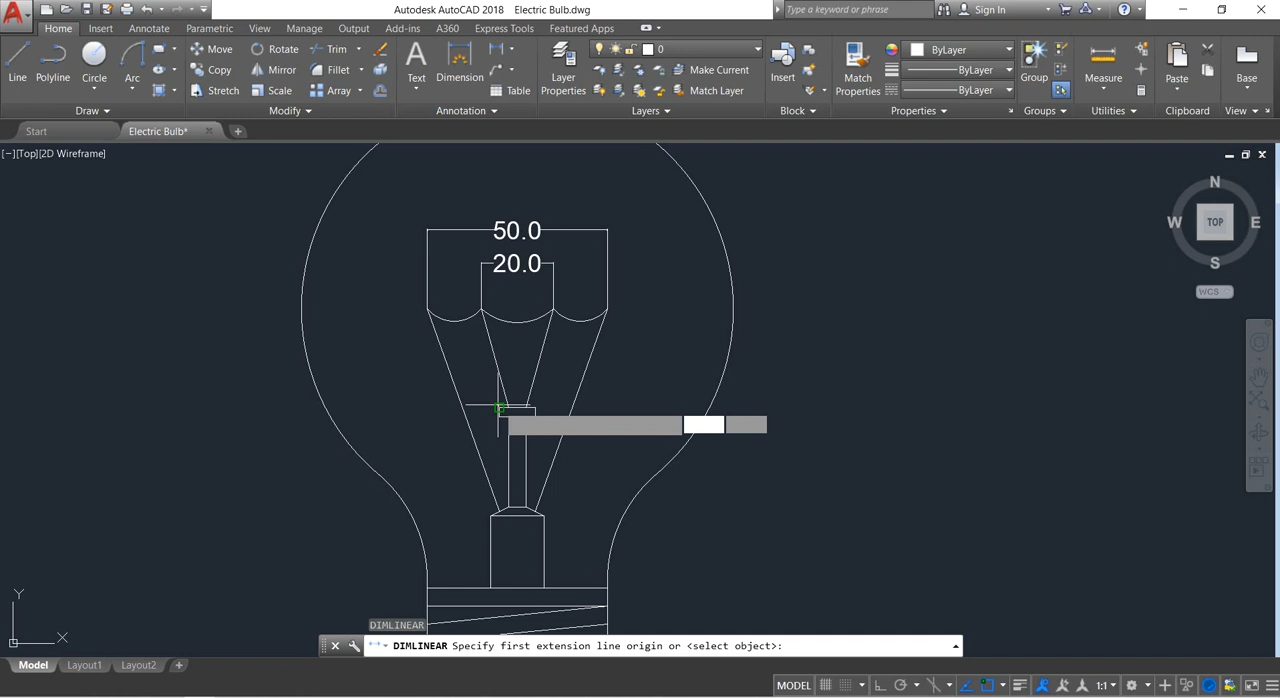 Autodesk AutoCAD 2018 Electric Bulb.dwg
Type a keyword or phrase
Sign In
Home Insert Annotate Parametric View Manage Output Add-ins A360 Express Tools Featured Apps
Line Polyline Circle Arc
Move Rotate Trim
Copy Mirror Fillet
Stretch Scale Array
Text Dimension Table
Layer Properties
0
Make Current
Match Layer
Insert
Match Properties
ByLayer
ByLayer
ByLayer
Group
Measure
Paste
Base
Draw Modify Annotation Layers Block Properties Groups Utilities Clipboard View
Start Electric Bulb*
[−][Top][2D Wireframe]
N
W TOP E
S
WCS
50.0
20.0
Y
X
DIMLINEAR
DIMLINEAR Specify first extension line origin or <select object>:
Model Layout1 Layout2
MODEL 1:1